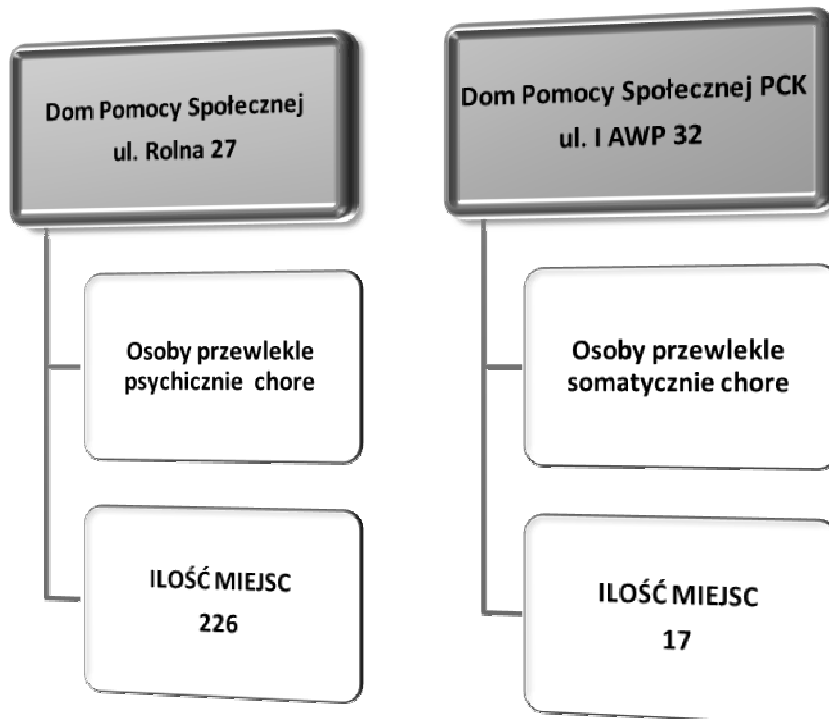 Dom Pomocy Społecznej
ul. Rolna 27
Osoby przewlekle
psychicznie chore
ILOŚĆ MIEJSC
226
Dom Pomocy Społecznej PCK
ul. I AWP 32
Osoby przewlekle
somatycznie chore
ILOŚĆ MIEJSC
17